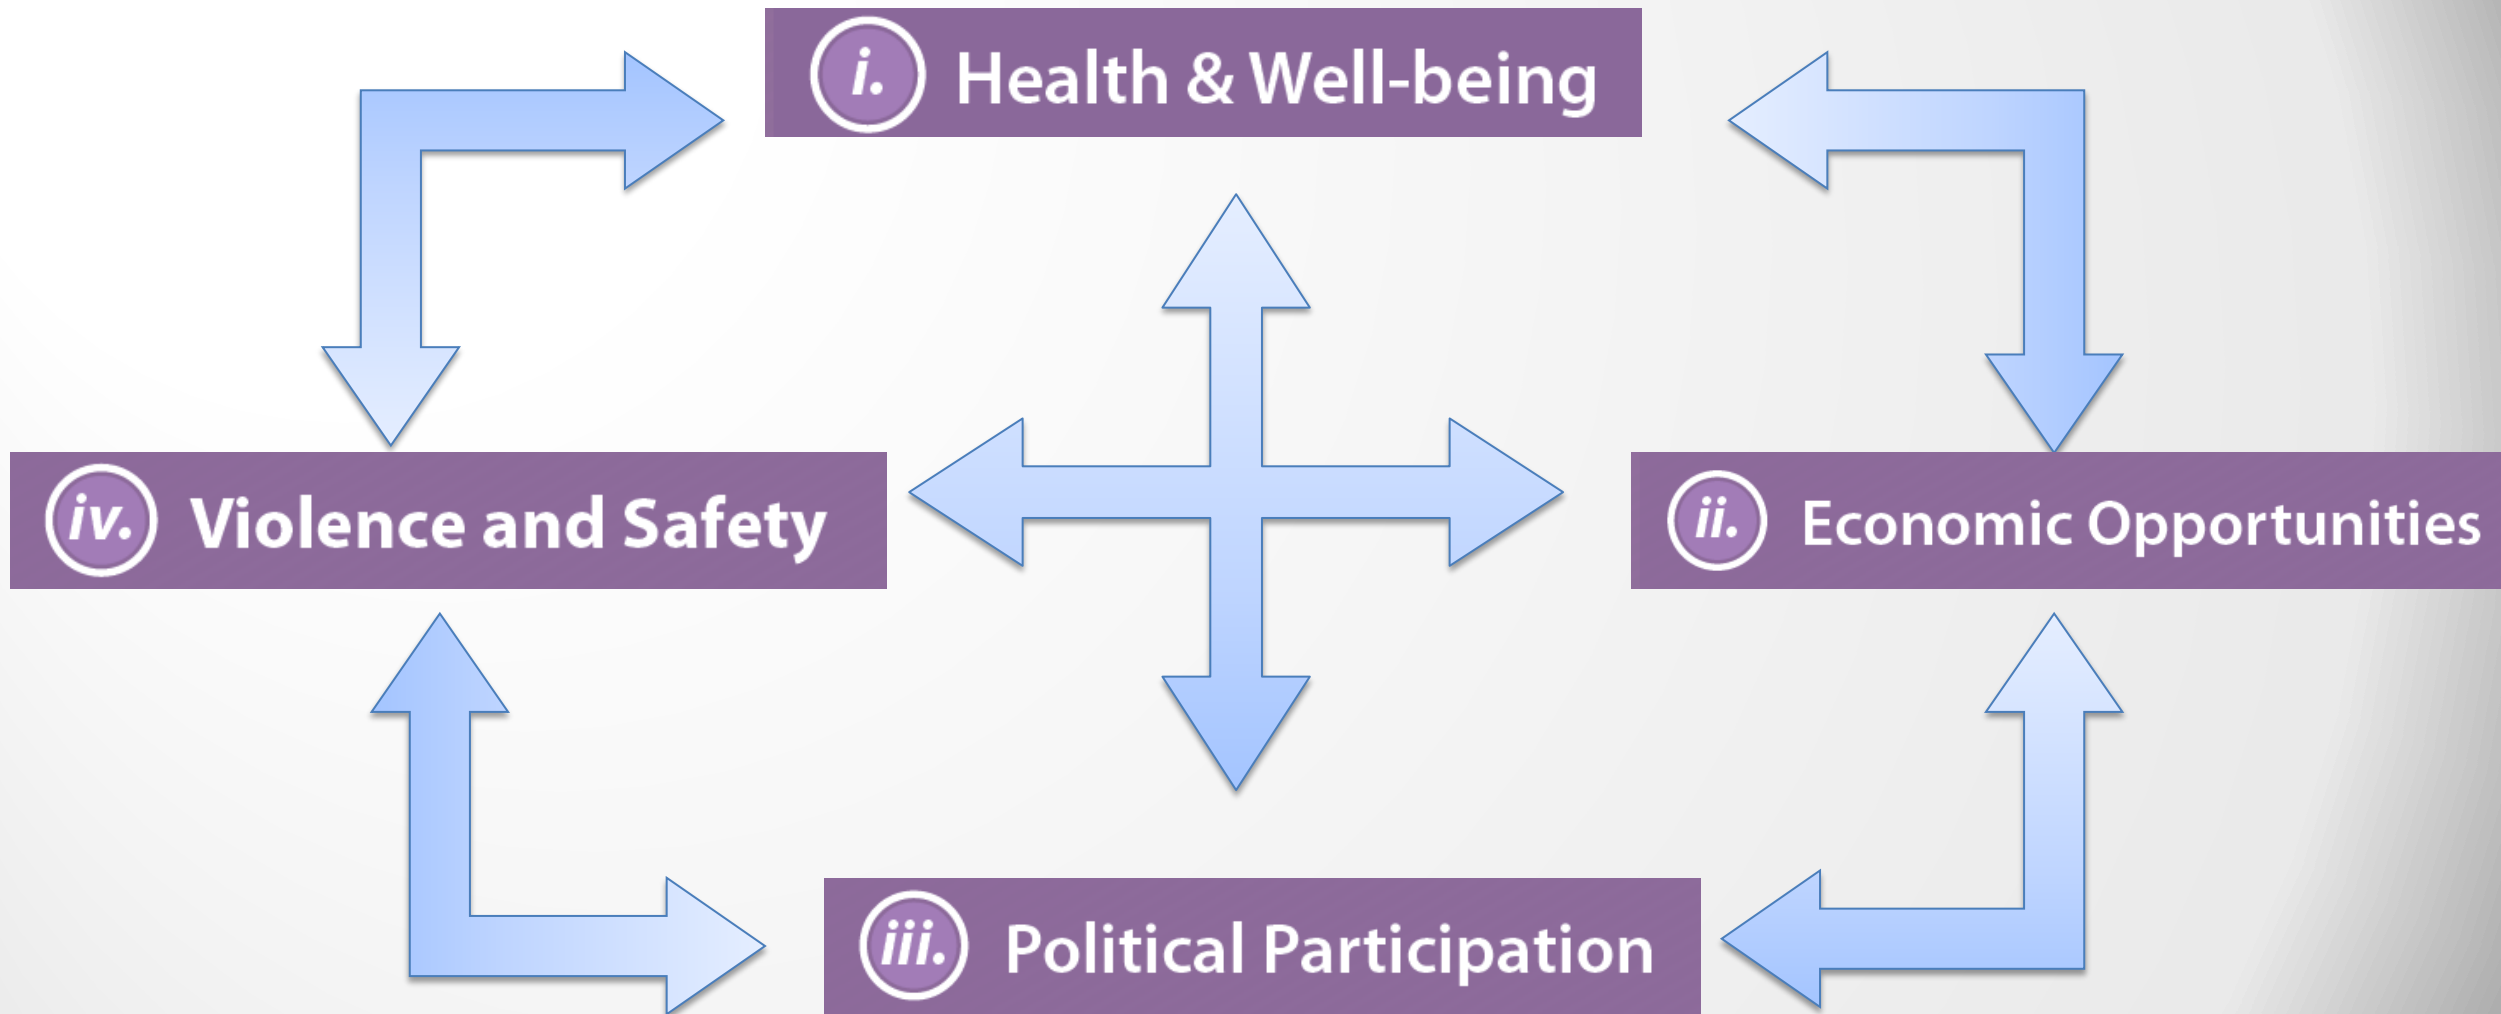 i. Health & Well-being
iv. Violence and Safety
ii. Economic Opportunities
iii. Political Participation